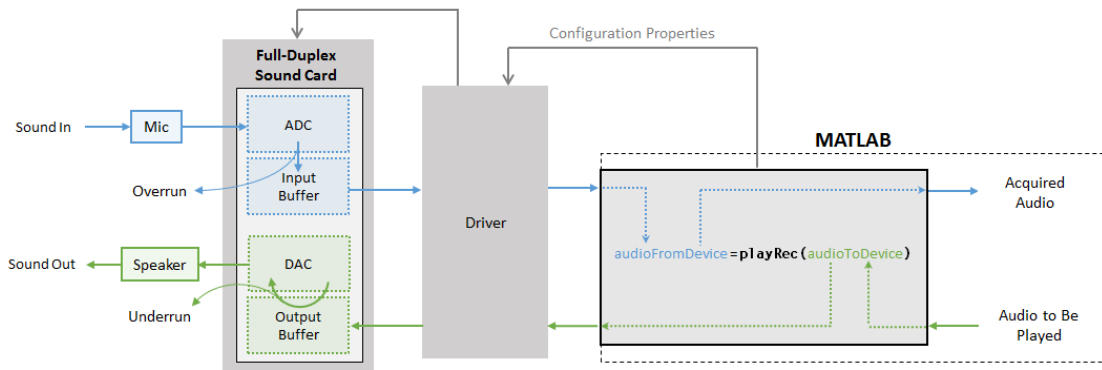 Configuration Properties
Full-Duplex
Sound Card
Sound In
Mic
ADC
MATLAB
Overrun
Input
Buffer
Acquired
Audio
Driver
audioFromDevice=playRec(audioToDevice)
Sound Out
Speaker
DAC
Underrun
Output
Buffer
Audio to Be
Played